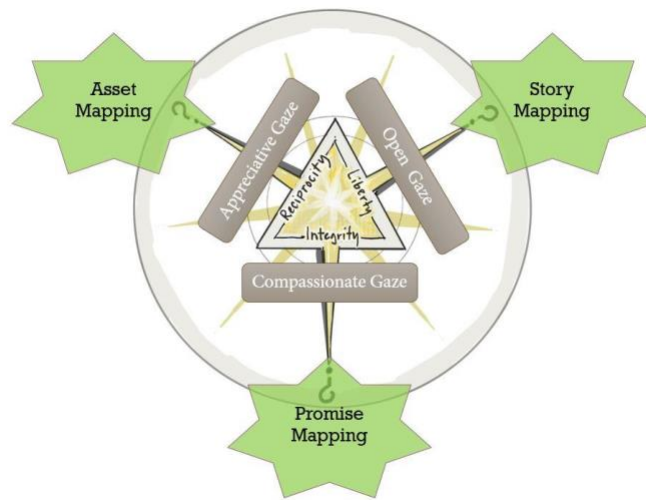 Asset
Mapping
Story
Mapping
?
?
Appreciative Gaze
Open Gaze
Reciprocity
Liberty
Integrity
Compassionate Gaze
?
Promise
Mapping